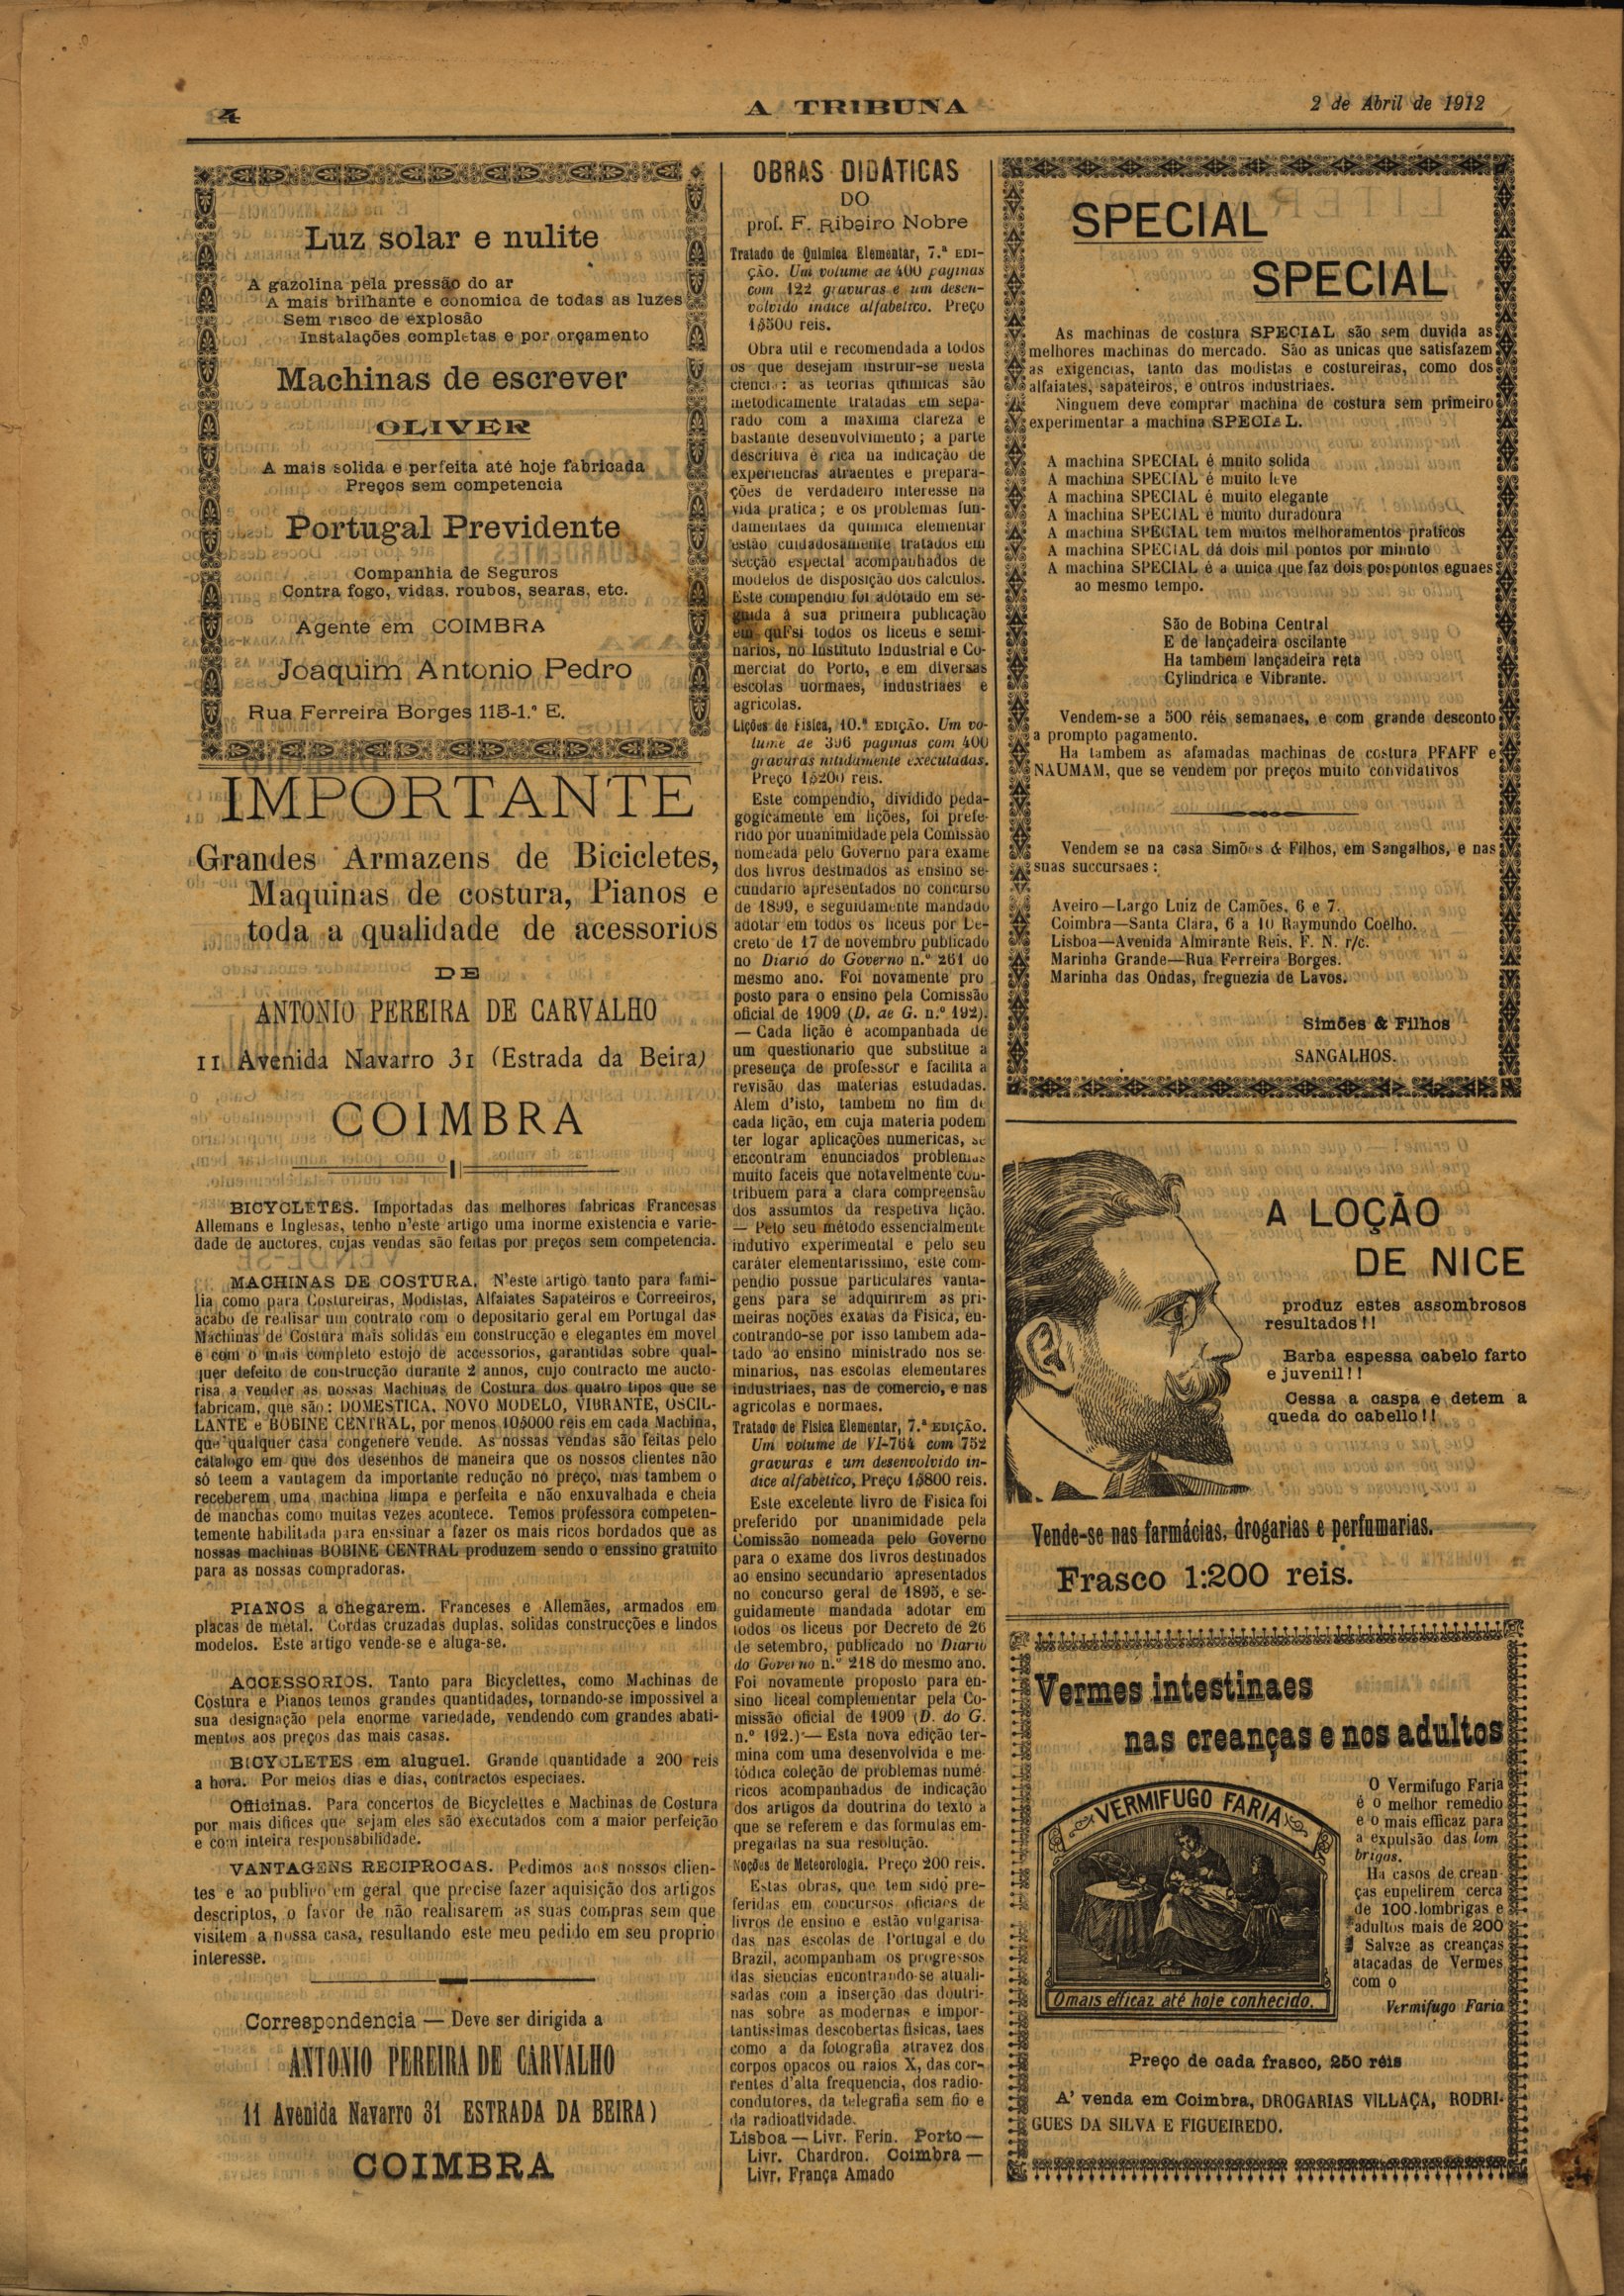 4
A TRIBUNA
2 de Abril de 1912
Luz solar e nulite
A gazolina pela pressão do ar
A mais brilhante e conomica de todas as luzes
Sem risco de explosão
Instalações completas e por orçamento
Machinas de escrever
OLIVER
A mais solida e perfeita até hoje fabricada
Preços sem competencia
Portugal Previdente
Companhia de Seguros
Contra fogo, vidas, roubos, searas, etc.
Agente em COIMBRA
Joaquim Antonio Pedro
Rua Ferreira Borges 115-1.º E.
IMPORTANTE
Grandes Armazens de Bicicletes,
Maquinas de costura, Pianos e
toda a qualidade de acessorios
DE
ANTONIO PEREIRA DE CARVALHO
11 Avenida Navarro 31 (Estrada da Beira)
COIMBRA
BICYCLETES. Importadas das melhores fabricas Francesas
Allemans e Inglesas, tenho n'este artigo uma inorme existencia e varie-
dade de auctores, cujas vendas são feitas por preços sem competencia.
MACHINAS DE COSTURA. N'este artigo tanto para fami-
lia como para Costureiras, Modistas, Alfaiates Sapateiros e Correeiros,
acabo de realisar um contrato com o depositario geral em Portugal das
Machinas de Costura mais solidas em construcção e elegantes em movel
e com o mais completo estojo de accessorios, garantidas sobre qual-
quer defeito de construcção durante 2 annos, cujo contracto me aucto-
risa a vender as nossas Machinas de Costura dos quatro tipos que se
fabricam, que são: DOMESTICA, NOVO MODELO, VIBRANTE, OSCIL-
LANTE e BOBINE CENTRAL, por menos 10$000 reis em cada Machina,
que qualquer casa congenere vende. As nossas vendas são feitas pelo
catalogo em que dos desenhos de maneira que os nossos clientes não
só teem a vantagem da importante redução no preço, mas tambem o
receberem uma machina limpa e perfeita e não enxuvalhada e cheia
de manchas como muitas vezes acontece. Temos professora competen-
temente habilitada para enssinar a fazer os mais ricos bordados que as
nossas machinas BOBINE CENTRAL produzem sendo o enssino gratuito
para as nossas compradoras.
PIANOS a chegarem. Franceses e Allemães, armados em
placas de metal. Cordas cruzadas duplas, solidas construcções e lindos
modelos. Este artigo vende-se e aluga-se.
ACCESSORIOS. Tanto para Bicyclettes, como Machinas de
Costura e Pianos temos grandes quantidades, tornando-se impossivel a
sua designação pela enorme variedade, vendendo com grandes abati-
mentos aos preços das mais casas.
BICYCLETES em aluguel. Grande quantidade a 200 reis
a hora. Por meios dias e dias, contractos especiaes.
Officinas. Para concertos de Bicyclettes e Machinas de Costura
por mais difices que sejam eles são executados com a maior perfeição
e com inteira responsabilidade.
VANTAGENS RECIPROCAS. Pedimos aos nossos clien-
tes e ao publico em geral que precise fazer aquisição dos artigos
descriptos, o favor de não realisarem as suas compras sem que
visitem a nossa casa, resultando este meu pedido em seu proprio
interesse.
Correspondencia — Deve ser dirigida a
ANTONIO PEREIRA DE CARVALHO
11 Avenida Navarro 31 ESTRADA DA BEIRA)
COIMBRA
OBRAS DIDATICAS
DO
prof. F. Ribeiro Nobre
Tratado de Quimica Elementar, 7.ª EDI-
ÇÃO. Um volume de 400 paginas
com 122 gravuras e um desen-
volvido indice alfabetico. Preço
1$500 reis.
Obra util e recomendada a todos
os que desejam instruir-se nesta
ciencia: as teorias quimicas são
metodicamente tratadas em sepa-
rado com a maxima clareza e
bastante desenvolvimento; a parte
descritiva é rica na indicação de
experiencias atraentes e prepara-
ções de verdadeiro interesse na
vida pratica; e os problemas fun-
damentaes da quimica elementar
estão cuidadosamente tratados em
secção especial acompanhados de
modelos de disposição dos calculos.
Este compendio foi adotado em se-
guida á sua primeira publicação
em quasi todos os liceus e semi-
narios, no Instituto Industrial e Co-
mercial do Porto, e em diversas
escolas normaes, industriaes e
agricolas.
Lições de Fisica, 10.ª EDIÇÃO. Um vo-
lume de 396 paginas com 400
gravuras nitidamente executadas.
Preço 1$200 reis.
Este compendio, dividido peda-
gogicamente em lições, foi prefe-
rido por unanimidade pela Comissão
nomeada pelo Governo para exame
dos livros destinados as ensino se-
cundario apresentados no concurso
de 1899, e seguidamente mandado
adotar em todos os liceus por De-
creto de 17 de novembro publicado
no Diario do Governo n.º 261 do
mesmo ano. Foi novamente pro
posto para o ensino pela Comissão
oficial de 1909 (D. de G. n.º 192).
— Cada lição é acompanhada de
um questionario que substitue a
presença de professor e facilita a
revisão das materias estudadas.
Alem d'isto, tambem no fim de
cada lição, em cuja materia podem
ter logar aplicações numericas, se
encontram enunciados problemas
muito faceis que notavelmente con-
tribuem para a clara compreensão
dos assumtos da respetiva lição.
— Pelo seu método essencialmente
indutivo experimental e pelo seu
caráter elementarissimo, este com-
pendio possue particulares vanta-
gens para se adquirirem as pri-
meiras noções exatas da Fisica, en-
contrando-se por isso tambem ada-
tado ao ensino ministrado nos se-
minarios, nas escolas elementares
industriaes, nas de comercio, e nas
agricolas e normaes.
Tratado de Fisica Elementar, 7.ª EDIÇÃO.
Um volume de VI-764 com 752
gravuras e um desenvolvido in-
dice alfabetico, Preço 1$800 reis.
Este excelente livro de Fisica foi
preferido por unanimidade pela
Comissão nomeada pelo Governo
para o exame dos livros destinados
ao ensino secundario apresentados
no concurso geral de 1895, e se-
guidamente mandada adotar em
todos os liceus por Decreto de 26
de setembro, publicado no Diario
do Governo n.º 218 do mesmo ano.
Foi novamente proposto para en-
sino liceal complementar pela Co-
missão oficial de 1909 (D. do G.
n.º 192.)— Esta nova edição ter-
mina com uma desenvolvida e me-
tódica coleção de problemas numé-
ricos acompanhados de indicação
dos artigos da doutrina do texto a
que se referem e das formulas em-
pregadas na sua resolução.
Noções de Meteorologia. Preço 200 reis.
Estas obras, que tem sido pre-
feridas em concursos oficiaes de
livros de ensino e estão vulgarisa-
das nas escolas de Portugal e do
Brazil, acompanham os progressos
das siencias encontrando-se atuali-
sadas com a inserção das doutri-
nas sobre as modernas e impor-
tantissimas descobertas fisicas, taes
como a da fotografia atravez dos
corpos opacos ou raios X, das cor-
rentes d'alta frequencia, dos radio-
condutores, da telegrafia sem fio e
da radioatividade.
Lisboa — Livr. Ferin. Porto —
Livr. Chardron. Coimbra —
Livr. França Amado
SPECIAL
SPECIAL
As machinas de costura SPECIAL são sem duvida as
melhores machinas do mercado. São as unicas que satisfazem
as exigencias, tanto das modistas e costureiras, como dos
alfaiates, sapateiros, e outros industriaes.
Ninguem deve comprar machina de costura sem primeiro
experimentar a machina SPECIAL.
A machina SPECIAL é muito solida
A machina SPECIAL é muito leve
A machina SPECIAL é muito elegante
A machina SPECIAL é muito duradoura
A machina SPECIAL tem muitos melhoramentos praticos
A machina SPECIAL dá dois mil pontos por minuto
A machina SPECIAL é a unica que faz dois pospontos eguaes
ao mesmo tempo.
São de Bobina Central
E de lançadeira oscilante
Ha tambem lançadeira reta
Cylindrica e Vibrante.
Vendem-se a 500 réis semanaes, e com grande desconto
a prompto pagamento.
Ha tambem as afamadas machinas de costura PFAFF e
NAUMAM, que se vendem por preços muito convidativos
Vendem se na casa Simões & Filhos, em Sangalhos, e nas
suas succursaes:
Aveiro—Largo Luiz de Camões, 6 e 7.
Coimbra—Santa Clara, 6 a 10 Raymundo Coelho.
Lisboa—Avenida Almirante Reis, F. N. r/c.
Marinha Grande—Rua Ferreira Borges.
Marinha das Ondas, freguezia de Lavos.
Simões & Filhos
SANGALHOS.
A LOÇÃO
DE NICE
produz estes assombrosos
resultados!!
Barba espessa cabelo farto
e juvenil!!
Cessa a caspa e detem a
queda do cabello!!
Vende-se nas farmácias, drogarias e perfumarias.
Frasco 1:200 reis.
Vermes intestinaes
nas creanças e nos adultos
VERMIFUGO FARIA
O mais efficaz até hoje conhecido.
O Vermifugo Faria
é o melhor remedio
e o mais efficaz para
a expulsão das lom
brigas.
Ha casos de crean-
ças expelirem cerca
de 100 lombrigas e
adultos mais de 200
Salvae as creanças
atacadas de Vermes
com o
Vermifugo Faria
Preço de cada frasco, 250 réis
A' venda em Coimbra, DROGARIAS VILLAÇA, RODRI-
GUES DA SILVA E FIGUEIREDO.